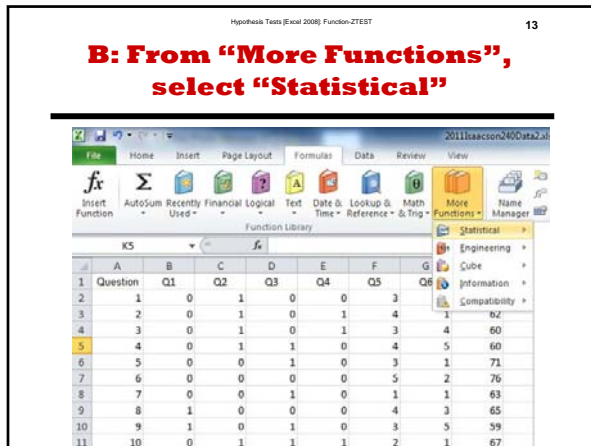 Hypothesis Tests [Excel 2008]: Function-ZTEST 13
B: From “More Functions”,
select “Statistical”
2011Isaacson240Data2.xls
File Home Insert Page Layout Formulas Data Review View
Insert Function AutoSum Recently Used Financial Logical Text Date & Time Lookup & Reference Math & Trig More Functions Name Manager
Function Library
Statistical
Engineering
Cube
Information
Compatibility
K5 fx
A B C D E F G
1 Question Q1 Q2 Q3 Q4 Q5 Q6
2 1 0 1 0 0 3
3 2 0 1 0 1 4 1 62
4 3 0 1 0 1 3 4 60
5 4 0 1 1 0 4 5 60
6 5 0 0 1 0 3 1 71
7 6 0 0 0 0 5 2 76
8 7 0 0 1 0 1 1 63
9 8 1 0 0 0 4 3 65
10 9 1 0 1 0 3 5 59
11 10 0 1 1 1 2 1 67